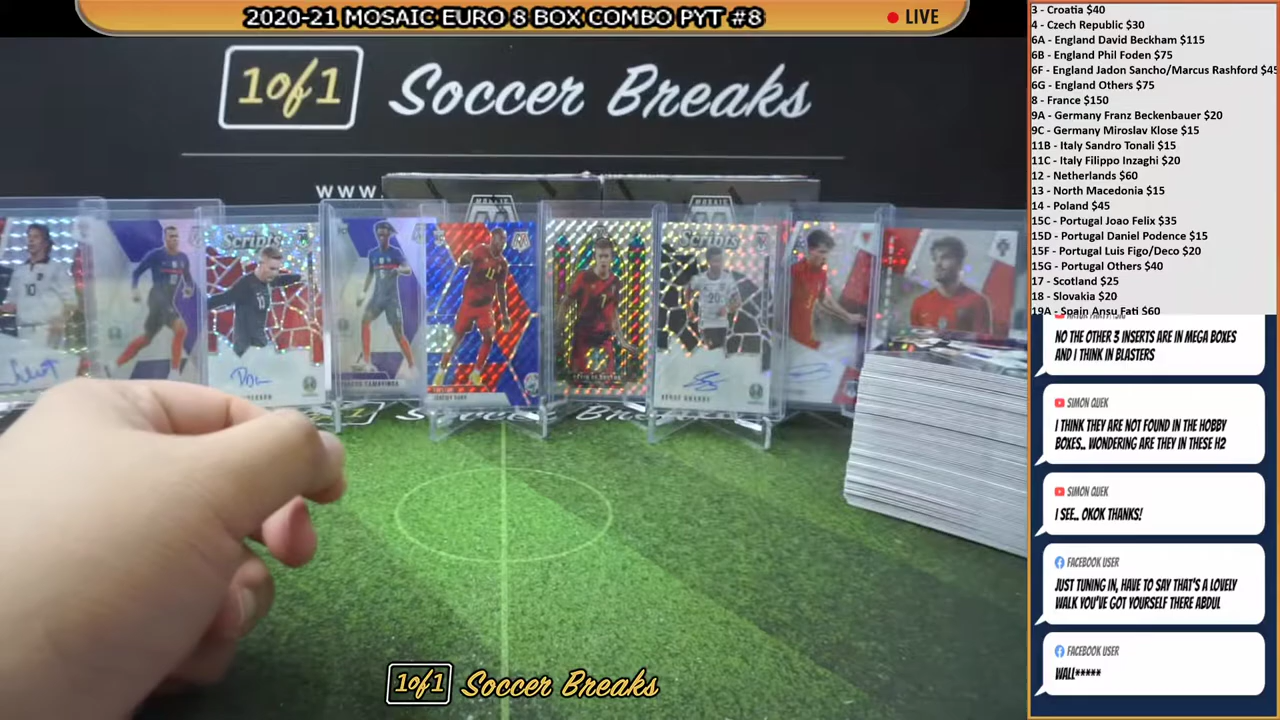 2020-21 MOSAIC EURO 8 BOX COMBO PYT #8
LIVE
1of1 Soccer Breaks
WWW.
MOSAIC
MOSAIC
Scripts
Scripts
EDUARDO CAMAVINGA
JEREMY DOKU
1of1 Soccer Breaks
3 - Croatia $40
4 - Czech Republic $30
6A - England David Beckham $115
6B - England Phil Foden $75
6F - England Jadon Sancho/Marcus Rashford $45
6G - England Others $75
8 - France $150
9A - Germany Franz Beckenbauer $20
9C - Germany Miroslav Klose $15
11B - Italy Sandro Tonali $15
11C - Italy Filippo Inzaghi $20
12 - Netherlands $60
13 - North Macedonia $15
14 - Poland $45
15C - Portugal Joao Felix $35
15D - Portugal Daniel Podence $15
15F - Portugal Luis Figo/Deco $20
15G - Portugal Others $40
17 - Scotland $25
18 - Slovakia $20
19A - Spain Ansu Fati $60
NO THE OTHER 3 INSERTS ARE IN MEGA BOXES
AND I THINK IN BLASTERS
SIMON QUEK
I THINK THEY ARE NOT FOUND IN THE HOBBY
BOXES.. WONDERING ARE THEY IN THESE H2
SIMON QUEK
I SEE.. OKOK THANKS!
FACEBOOK USER
JUST TUNING IN, HAVE TO SAY THAT'S A LOVELY
WALK YOU'VE GOT YOURSELF THERE ABDUL
FACEBOOK USER
WALL*****